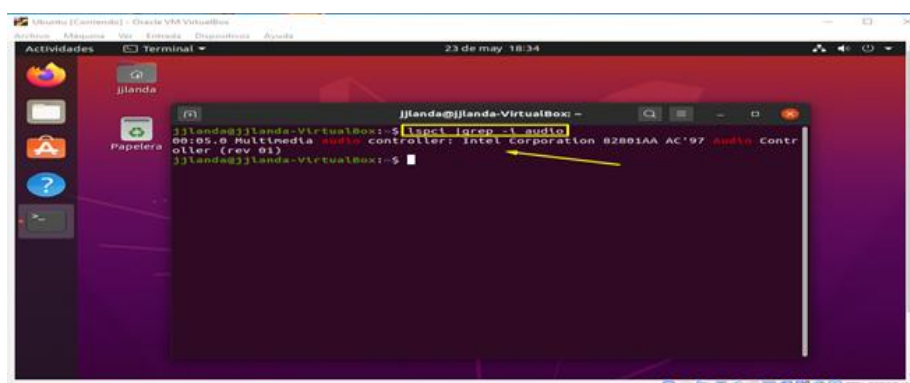 Ubuntu [Corriendo] - Oracle VM VirtualBox
Archivo Máquina Ver Entrada Dispositivos Ayuda
Actividades Terminal 23 de may 18:34
jjlanda
Papelera
jjlanda@jjlanda-VirtualBox: ~
jjlanda@jjlanda-VirtualBox:~$ lspci |grep -i audio
00:05.0 Multimedia audio controller: Intel Corporation 82801AA AC'97 Audio Contr
oller (rev 01)
jjlanda@jjlanda-VirtualBox:~$